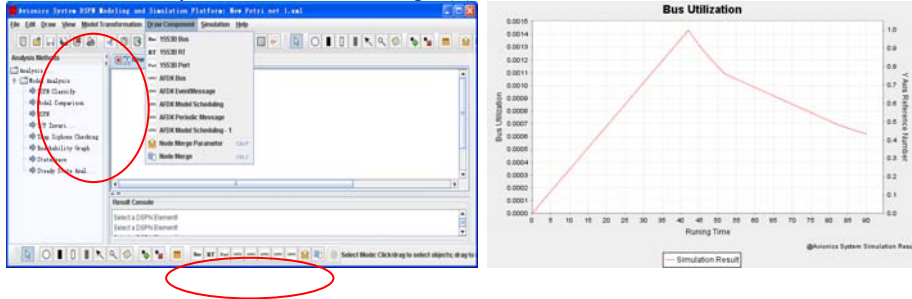 Avionics System DSPN Modeling and Simulation Platform: New Petri net 1.xml
File Edit Draw View Model Transformation Draw Component Simulation Help
Bus 1553B Bus
RT 1553B RT
Port 1553B Port
AFDX Bus
AFDX EventMessage
AFDX Model Scheduling
AFDX Periodic Message
AFDX Model Scheduling - 1
Node Merge Parameter
Node Merge
Analysis Methods
Analysis
Model Analysis
DSPN Classify
Model Comparison
Reachability Graph
StateSpace
Result Console
Select a DSPN Element!
Select a DSPN Element!
Bus RT Port
Select Mode: Click/drag to select objects; drag to
Bus Utilization
0.0015
0.0014
0.0013
0.0012
0.0011
0.0010
0.0009
0.0008
0.0007
0.0006
0.0005
0.0004
0.0003
0.0002
0.0001
0.0000
Bus Utilization
1.0
0.9
0.8
0.7
0.6
0.5
0.4
0.3
0.2
0.1
0.0
Y Axis Reference Number
0 5 10 15 20 25 30 35 40 45 50 55 60 65 70 75 80 85 90
Runing Time
@Avionics System Simulation Resu
Simulation Result